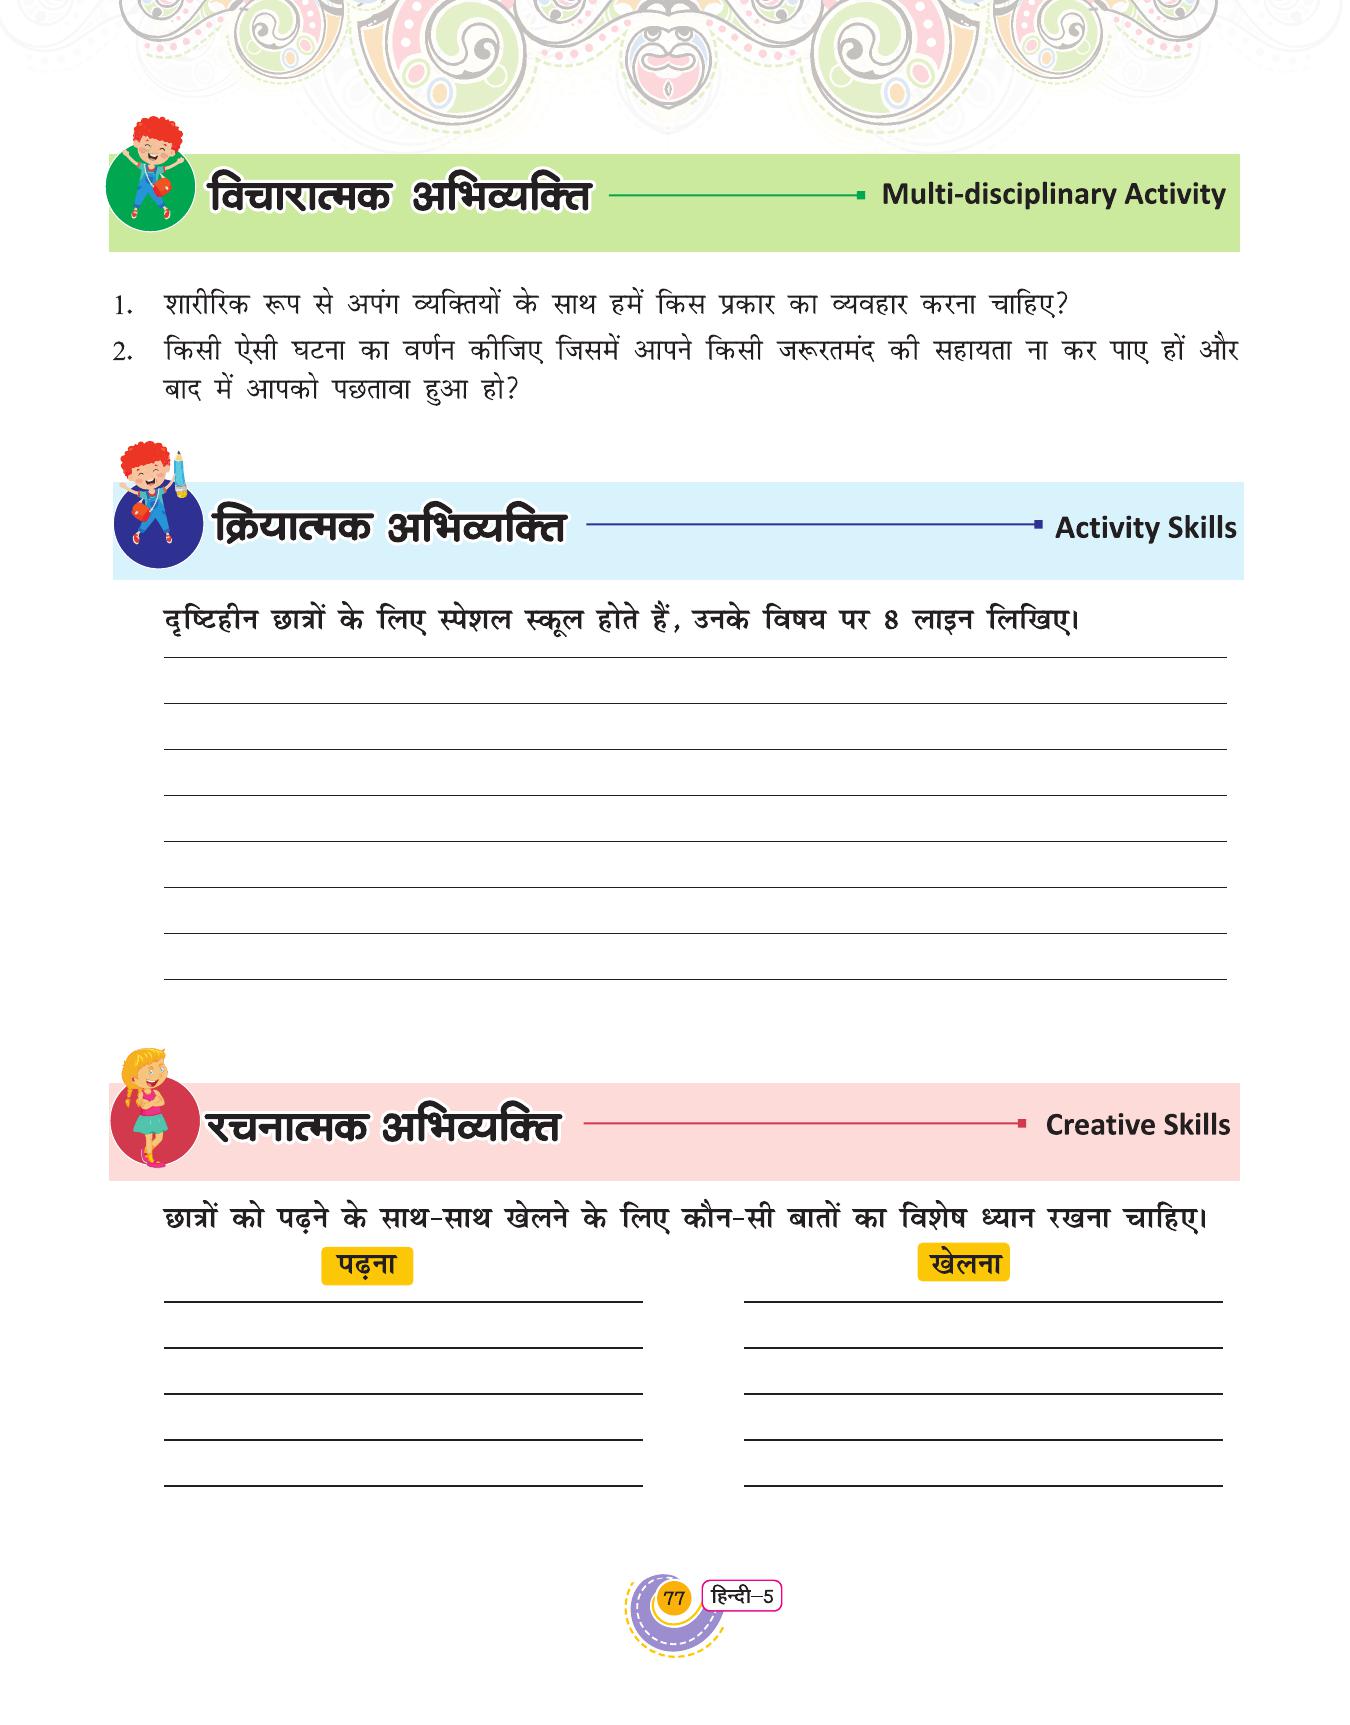 विचारात्मक अभिव्यक्ति Multi-disciplinary Activity
1. शारीरिक रूप से अपंग व्यक्तियों के साथ हमें किस प्रकार का व्यवहार करना चाहिए?
2. किसी ऐसी घटना का वर्णन कीजिए जिसमें आपने किसी जरूरतमंद की सहायता ना कर पाए हों और
बाद में आपको पछतावा हुआ हो?
क्रियात्मक अभिव्यक्ति Activity Skills
दृष्टिहीन छात्रों के लिए स्पेशल स्कूल होते हैं, उनके विषय पर 8 लाइन लिखिए।
रचनात्मक अभिव्यक्ति Creative Skills
छात्रों को पढ़ने के साथ-साथ खेलने के लिए कौन-सी बातों का विशेष ध्यान रखना चाहिए।
पढ़ना खेलना
77 हिन्दी–5